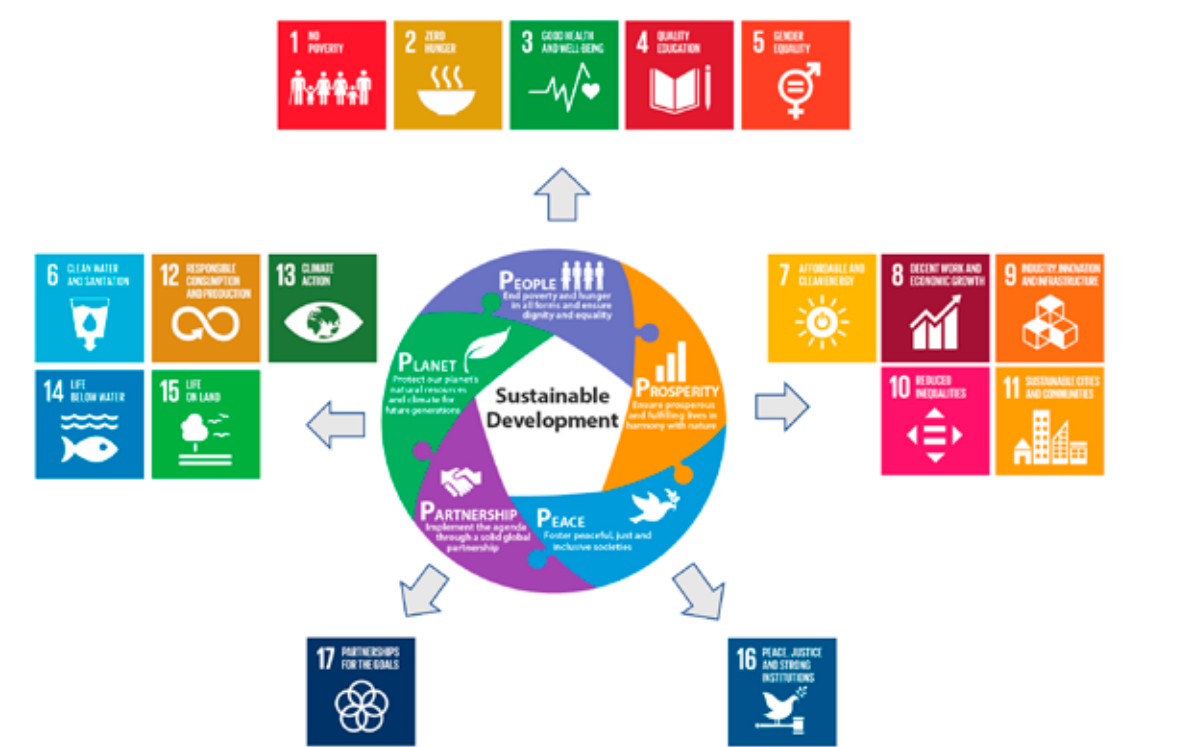 1 NO
POVERTY
2 ZERO
HUNGER
3 GOOD HEALTH
AND WELL-BEING
4 QUALITY
EDUCATION
5 GENDER
EQUALITY
6 CLEAN WATER
AND SANITATION
12 RESPONSIBLE
CONSUMPTION
AND PRODUCTION
13 CLIMATE
ACTION
14 LIFE
BELOW WATER
15 LIFE
ON LAND
PEOPLE
End poverty and hunger
in all forms and ensure
dignity and equality
PLANET
Protect our planet's
natural resources
and climate for
future generations
Sustainable
Development
PROSPERITY
Ensure prosperous
and fulfilling lives in
harmony with nature
PARTNERSHIP
Implement the agenda
through a solid global
partnership
PEACE
Foster peaceful, just and
inclusive societies
7 AFFORDABLE AND
CLEAN ENERGY
8 DECENT WORK AND
ECONOMIC GROWTH
9 INDUSTRY, INNOVATION
AND INFRASTRUCTURE
10 REDUCED
INEQUALITIES
11 SUSTAINABLE CITIES
AND COMMUNITIES
17 PARTNERSHIPS
FOR THE GOALS
16 PEACE, JUSTICE
AND STRONG
INSTITUTIONS